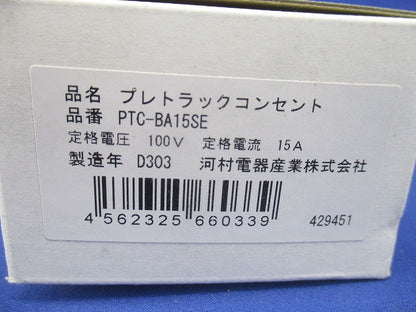 品名 プレトラックコンセント
品番 PTC-BA15SE
定格電圧 100V 定格電流 15A
製造年 D303 河村電器産業株式会社
4 562325 660339
429451